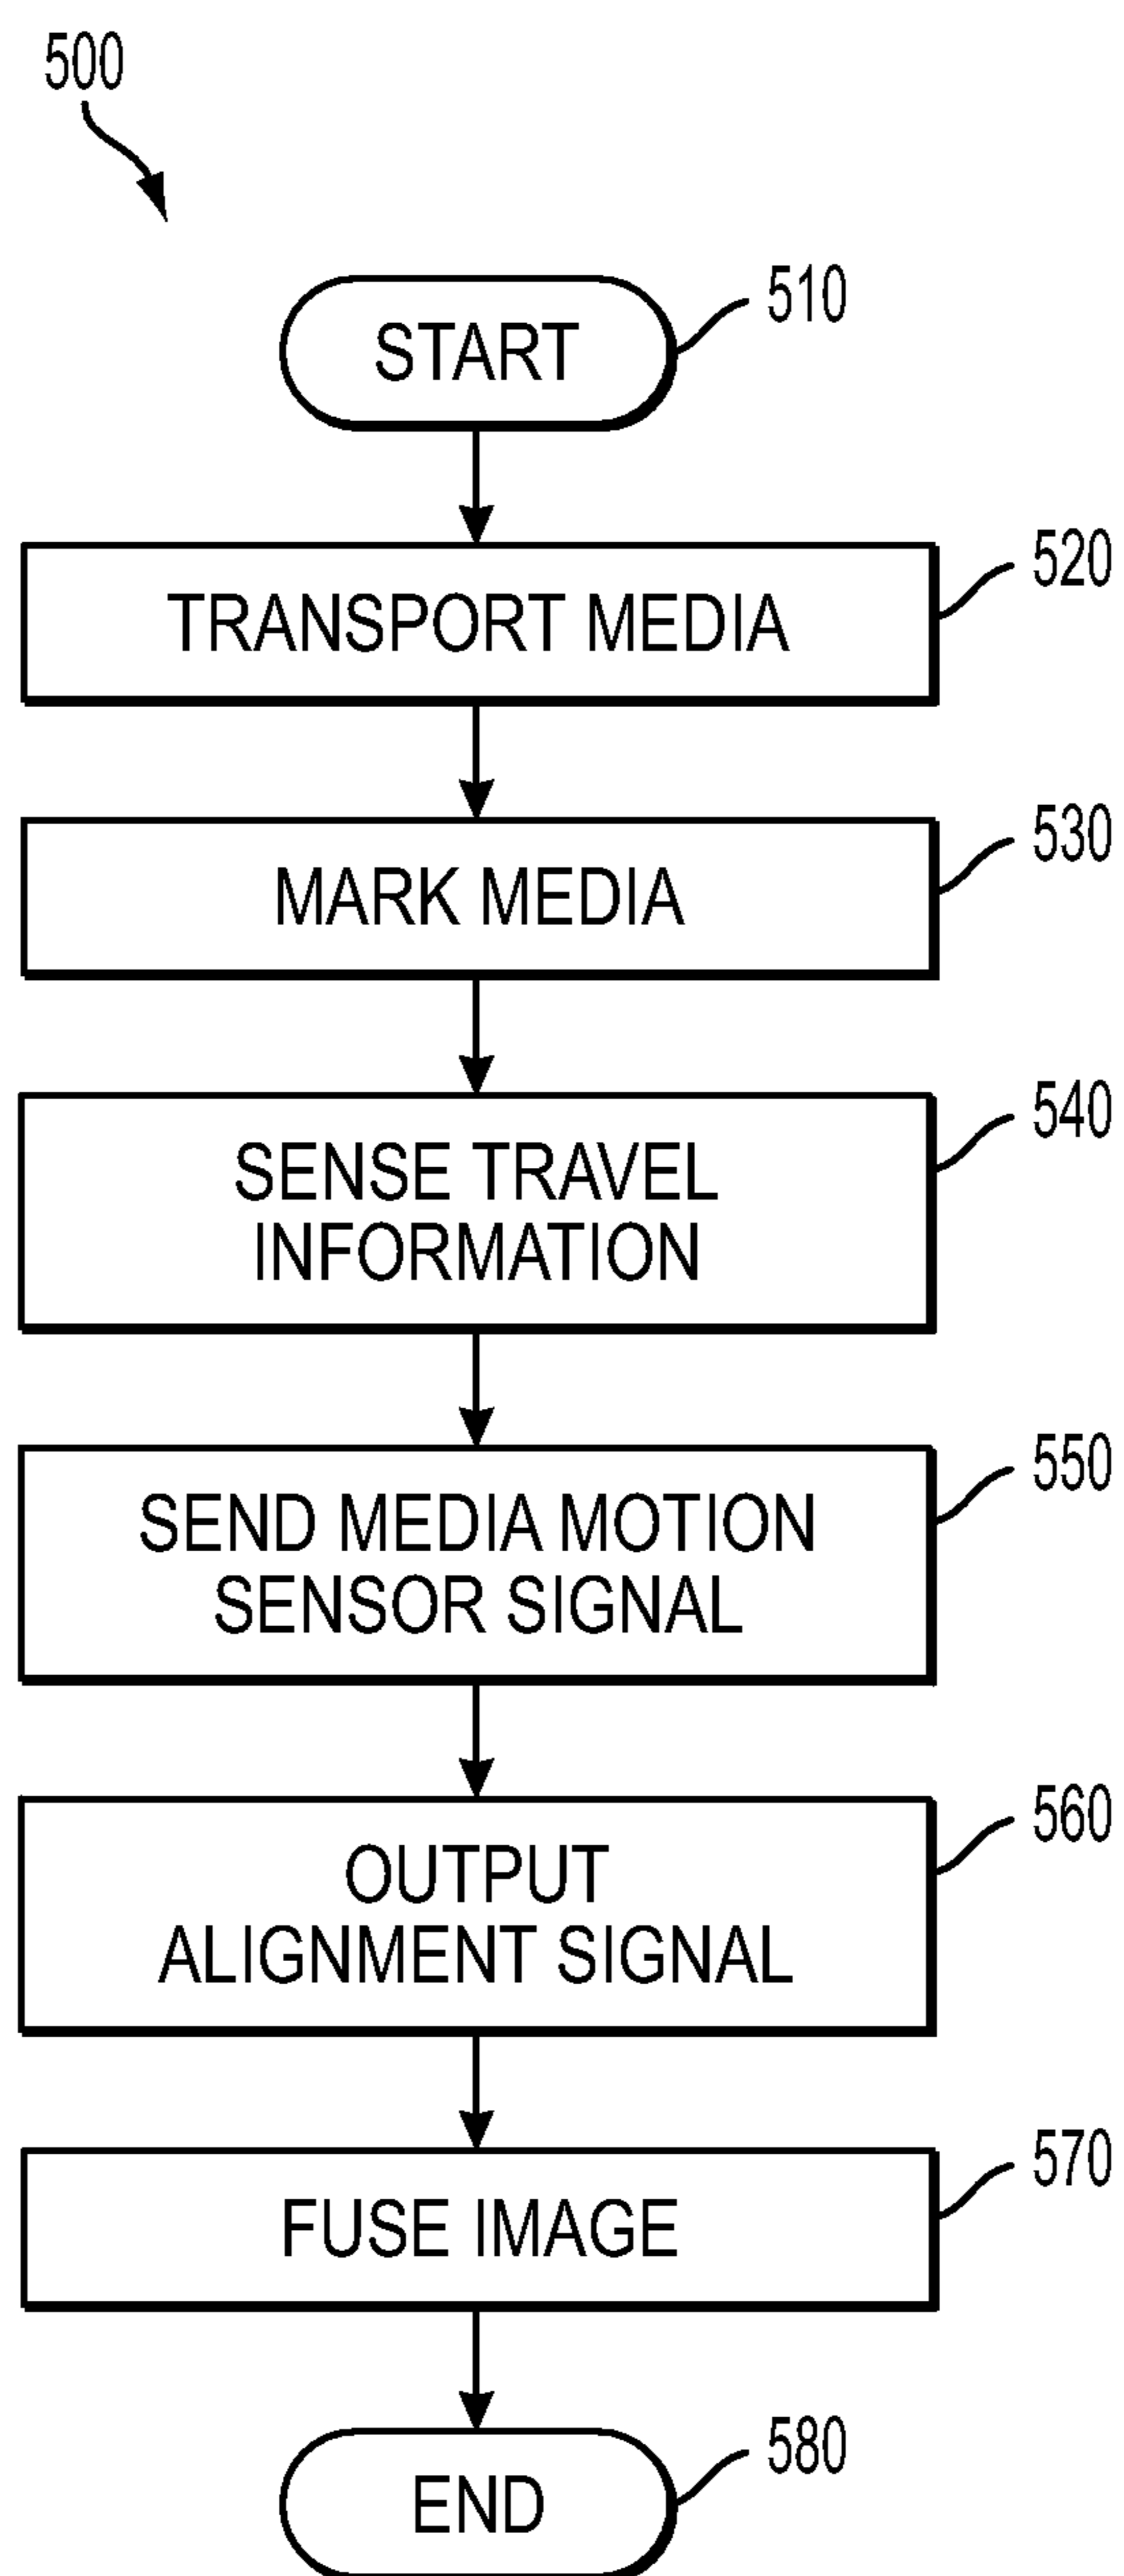 500
START
510
TRANSPORT MEDIA
520
MARK MEDIA
530
SENSE TRAVEL
INFORMATION
540
SEND MEDIA MOTION
SENSOR SIGNAL
550
OUTPUT
ALIGNMENT SIGNAL
560
FUSE IMAGE
570
END
580